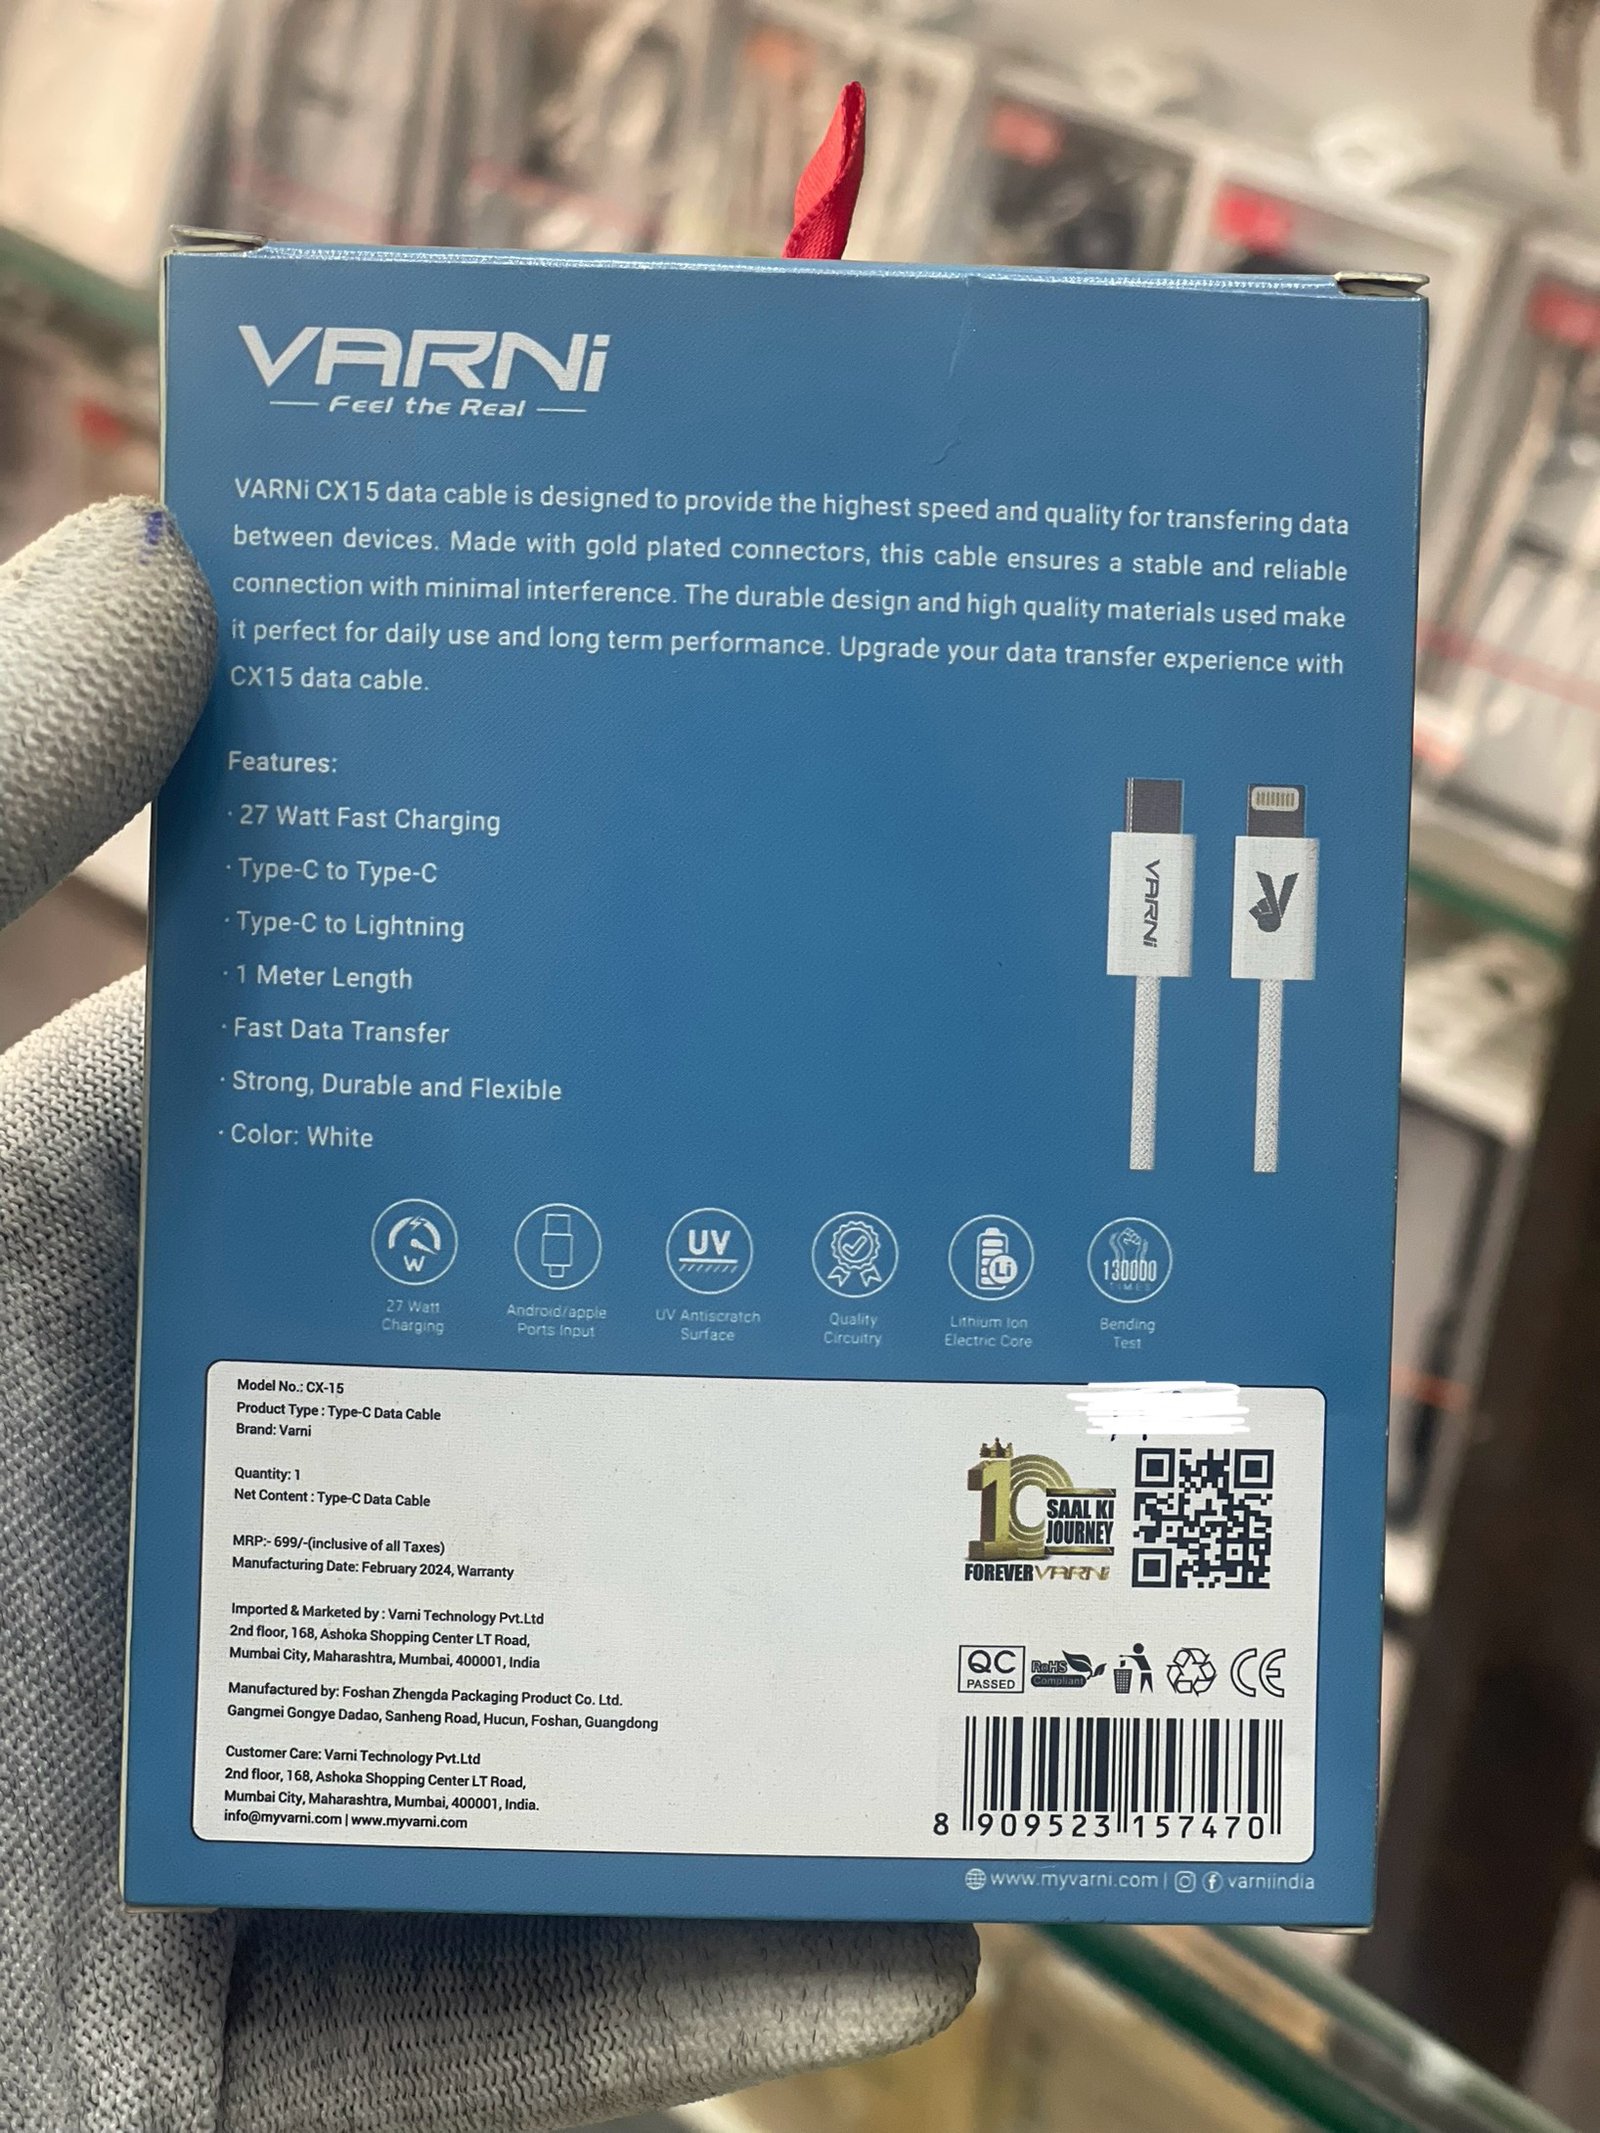 VARNi
Feel the Real
VARNi CX15 data cable is designed to provide the highest speed and quality for transfering data
between devices. Made with gold plated connectors, this cable ensures a stable and reliable
connection with minimal interference. The durable design and high quality materials used make
it perfect for daily use and long term performance. Upgrade your data transfer experience with
CX15 data cable.
Features:
· 27 Watt Fast Charging
· Type-C to Type-C
· Type-C to Lightning
· 1 Meter Length
· Fast Data Transfer
· Strong, Durable and Flexible
· Color: White
VARNi
W
UV
Li
130000
TIMES
27 Watt
Charging
Android/apple
Ports Input
UV Antiscratch
Surface
Quality
Circuitry
Lithium Ion
Electric Core
Bending
Test
Model No.: CX-15
Product Type : Type-C Data Cable
Brand: Varni
Quantity: 1
Net Content : Type-C Data Cable
MRP:- 699/-(inclusive of all Taxes)
Manufacturing Date: February 2024, Warranty
Imported & Marketed by : Varni Technology Pvt.Ltd
2nd floor, 168, Ashoka Shopping Center LT Road,
Mumbai City, Maharashtra, Mumbai, 400001, India
Manufactured by: Foshan Zhengda Packaging Product Co. Ltd.
Gangmei Gongye Dadao, Sanheng Road, Hucun, Foshan, Guangdong
Customer Care: Varni Technology Pvt.Ltd
2nd floor, 168, Ashoka Shopping Center LT Road,
Mumbai City, Maharashtra, Mumbai, 400001, India.
info@myvarni.com | www.myvarni.com
10
SAAL KI
JOURNEY
FOREVER VARNi
QC
PASSED
RoHS
Compliant
CE
8 909523 157470
www.myvarni.com | varniindia